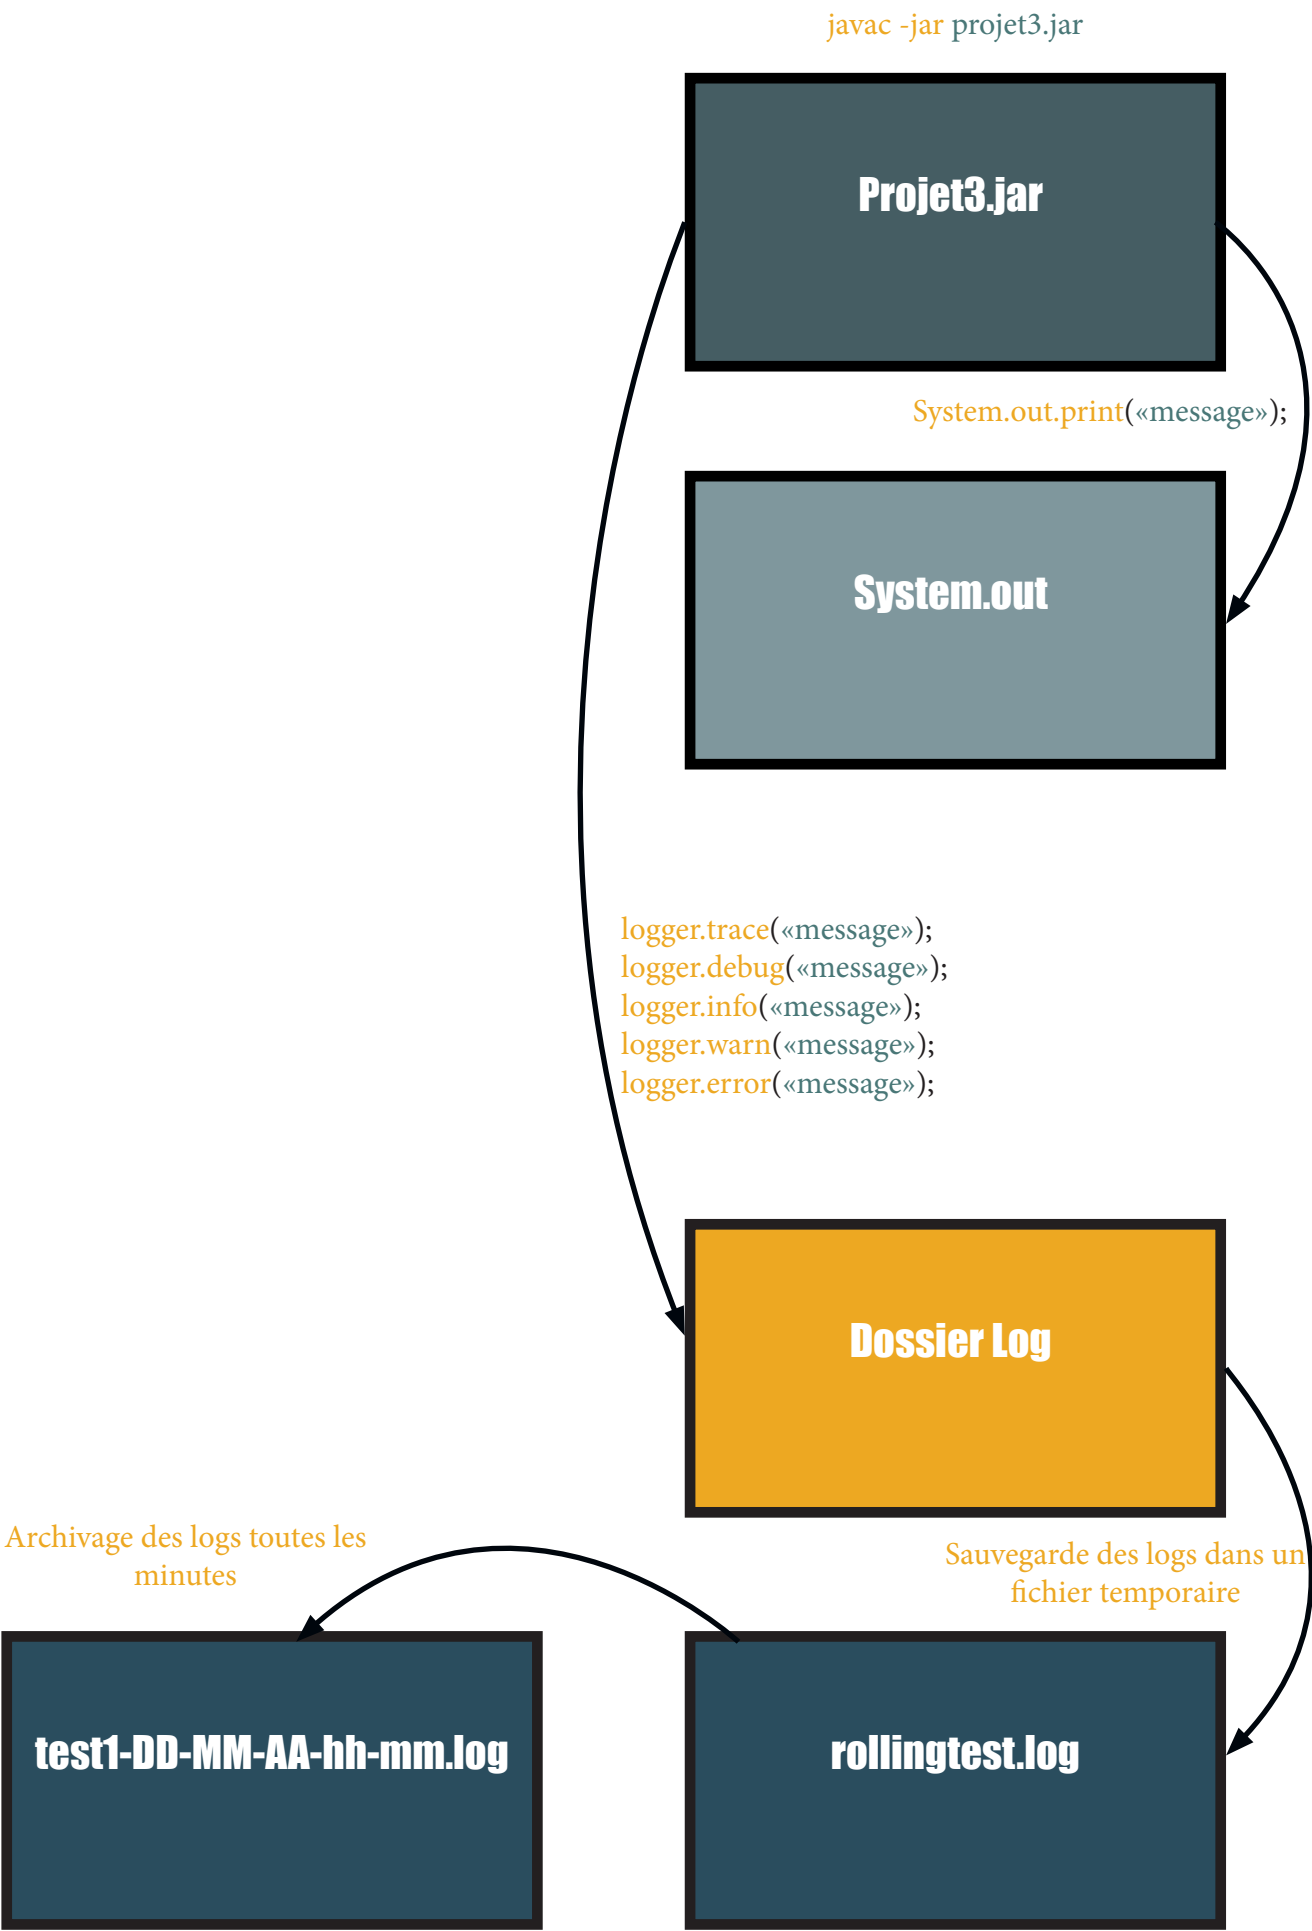 javac -jar projet3.jar
Projet3.jar
System.out.print(«message»);
System.out
logger.trace(«message»);
logger.debug(«message»);
logger.info(«message»);
logger.warn(«message»);
logger.error(«message»);
Dossier Log
Archivage des logs toutes les
minutes
Sauvegarde des logs dans un
fichier temporaire
test1-DD-MM-AA-hh-mm.log
rollingtest.log